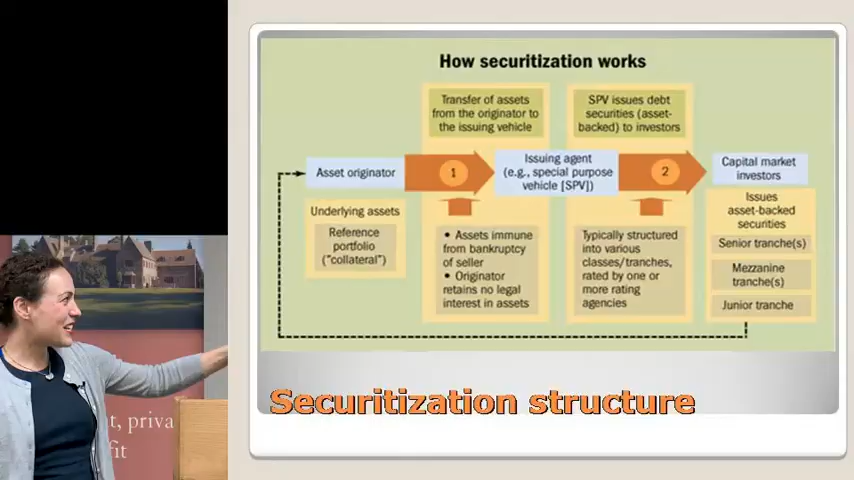 How securitization works
Transfer of assets
from the originator to
the issuing vehicle
SPV issues debt
securities (asset-
backed) to investors
Asset originator
1
Issuing agent
(e.g., special purpose
vehicle [SPV])
2
Capital market
investors
Underlying assets
Reference
portfolio
("collateral")
• Assets immune
from bankruptcy
of seller
• Originator
retains no legal
interest in assets
Typically structured
into various
classes/tranches,
rated by one or
more rating
agencies
Issues
asset-backed
securities
Senior tranche(s)
Mezzanine
tranche(s)
Junior tranche
Securitization structure
t, priva
fit